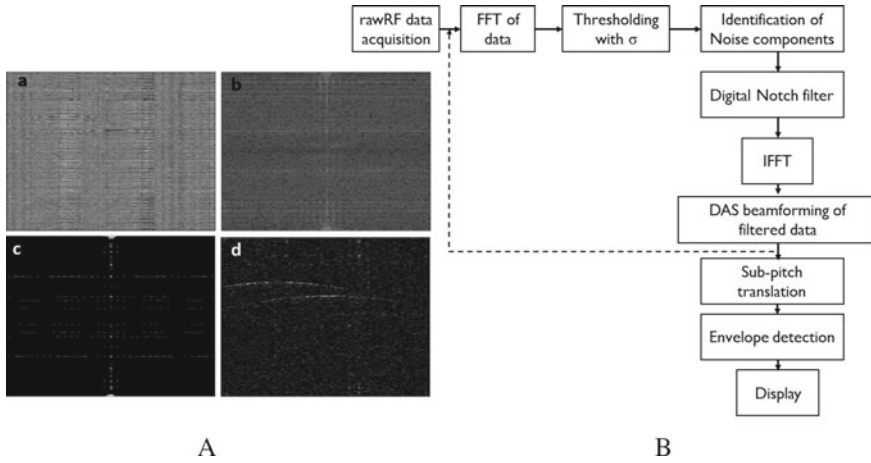 rawRF data
acquisition
FFT of
data
Thresholding
with σ
Identification of
Noise components
Digital Notch filter
IFFT
DAS beamforming of
filtered data
Sub-pitch
translation
Envelope detection
Display
a
b
c
d
A
B